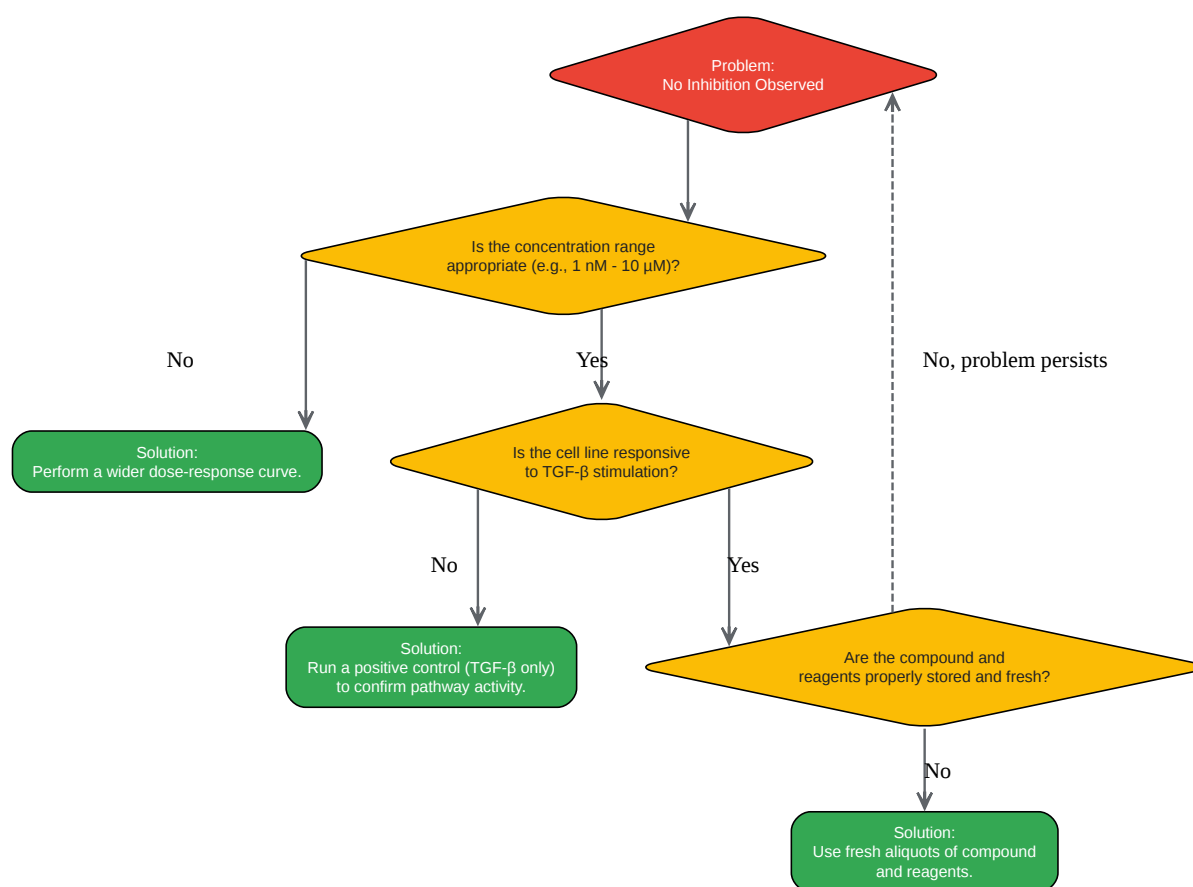 Problem:
No Inhibition Observed
Is the concentration range
appropriate (e.g., 1 nM - 10 µM)?
No
Yes
No, problem persists
Solution:
Perform a wider dose-response curve.
Is the cell line responsive
to TGF-β stimulation?
No
Yes
Solution:
Run a positive control (TGF-β only)
to confirm pathway activity.
Are the compound and
reagents properly stored and fresh?
No
Solution:
Use fresh aliquots of compound
and reagents.